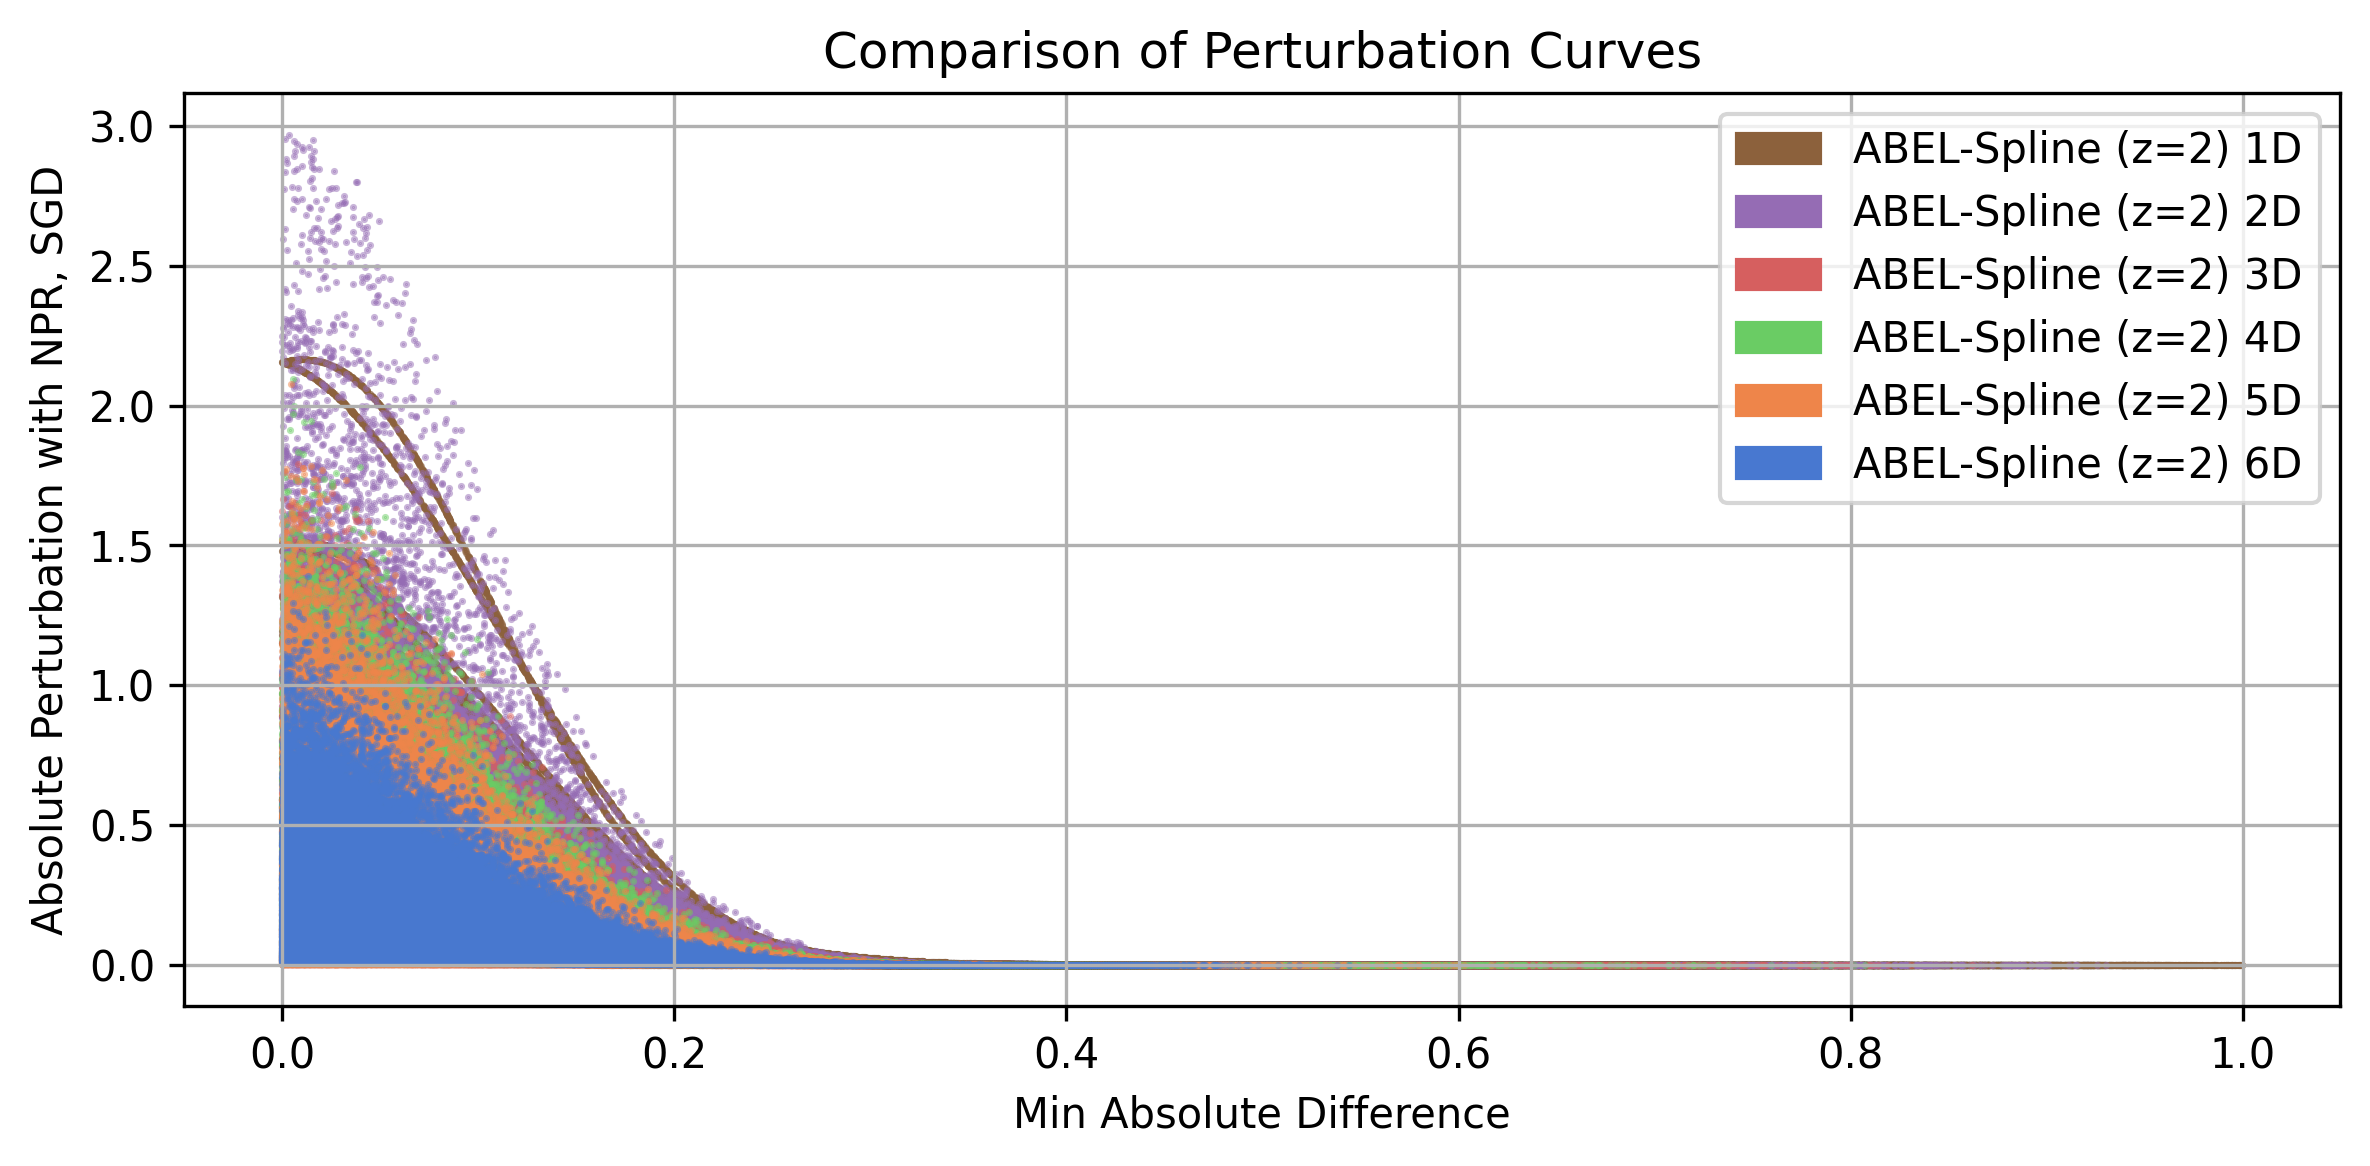 Comparison of Perturbation Curves
Absolute Perturbation with NPR, SGD
3.0
2.5
2.0
1.5
1.0
0.5
0.0
ABEL-Spline (z=2) 1D
ABEL-Spline (z=2) 2D
ABEL-Spline (z=2) 3D
ABEL-Spline (z=2) 4D
ABEL-Spline (z=2) 5D
ABEL-Spline (z=2) 6D
0.0 0.2 0.4 0.6 0.8 1.0
Min Absolute Difference